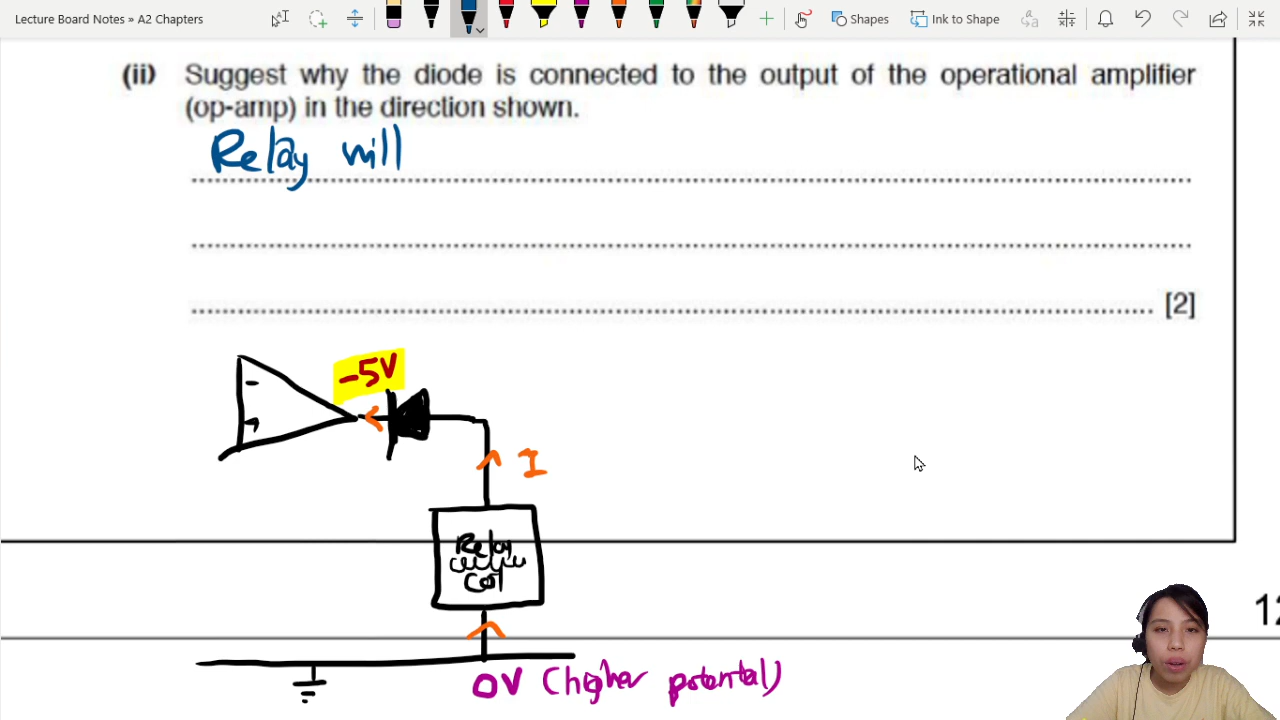 Lecture Board Notes » A2 Chapters
Shapes
Ink to Shape
(ii) Suggest why the diode is connected to the output of the operational amplifier
(op-amp) in the direction shown.
Relay will
[2]
-5V
I
Relay
coil
0V (higher potential)